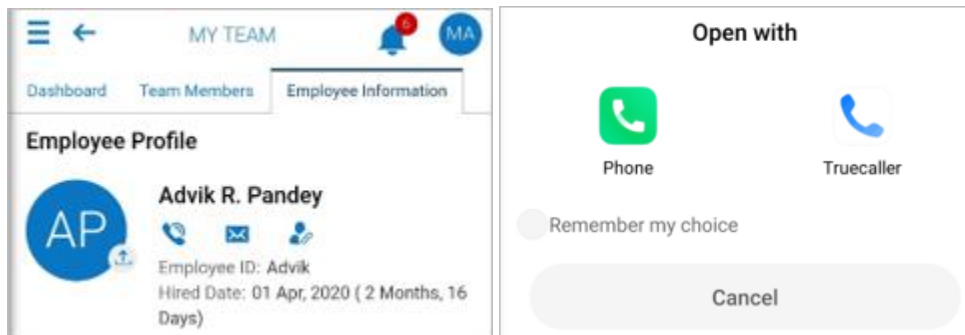 MY TEAM
6
MA
Dashboard Team Members Employee Information
Employee Profile
AP
Advik R. Pandey
Employee ID: Advik
Hired Date: 01 Apr, 2020 ( 2 Months, 16
Days)
Open with
Phone Truecaller
Remember my choice
Cancel